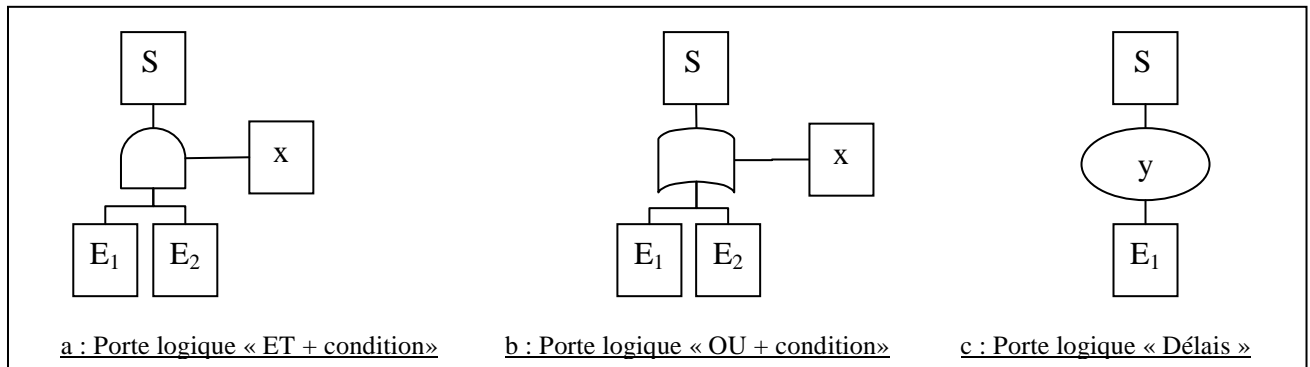 S
x
E₁ E₂
a : Porte logique « ET + condition»
S
x
E₁ E₂
b : Porte logique « OU + condition»
S
y
E₁
c : Porte logique « Délais »